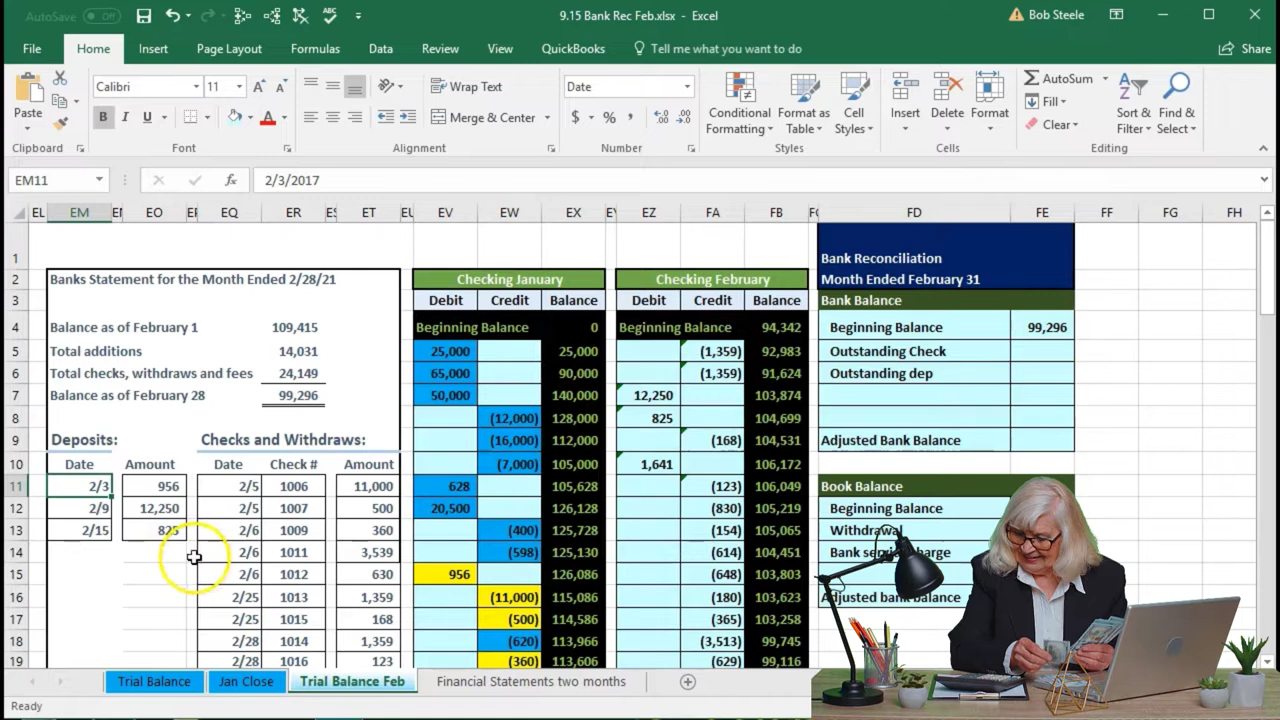 AutoSave Off 9.15 Bank Rec Feb.xlsx - Excel Bob Steele
File Home Insert Page Layout Formulas Data Review View QuickBooks Tell me what you want to do Share
Calibri 11 Wrap Text Date AutoSum
Paste B I U Merge & Center $ % Conditional Formatting Format as Table Cell Styles Insert Delete Format Fill Clear Sort & Filter Find & Select
Clipboard Font Alignment Number Styles Cells Editing
EM11 fx 2/3/2017
EL EM EO EQ ER ET EU EV EW EX EZ FA FB FD FE FF FG FH
1 Bank Reconciliation
2 Banks Statement for the Month Ended 2/28/21 Checking January Checking February Month Ended February 31
3 Debit Credit Balance Debit Credit Balance Bank Balance
4 Balance as of February 1 109,415 Beginning Balance 0 Beginning Balance 94,342 Beginning Balance 99,296
5 Total additions 14,031 25,000 25,000 (1,359) 92,983 Outstanding Check
6 Total checks, withdraws and fees 24,149 65,000 90,000 (1,359) 91,624 Outstanding dep
7 Balance as of February 28 99,296 50,000 140,000 12,250 103,874
8 (12,000) 128,000 825 104,699
9 Deposits: Checks and Withdraws: (16,000) 112,000 (168) 104,531 Adjusted Bank Balance
10 Date Amount Date Check # Amount (7,000) 105,000 1,641 106,172
11 2/3 956 2/5 1006 11,000 628 (123) 106,049 Book Balance
12 2/9 12,250 2/5 1007 500 20,500 126,128 (830) 105,219 Beginning Balance
13 2/15 825 2/6 1009 360 (400) 125,728 (154) 105,065 Withdrawal
14 2/6 1011 3,539 (598) 125,130 (614) 104,451 Bank service charge
15 2/6 1012 630 956 126,086 (648) 103,803
16 2/25 1013 1,359 (11,000) 115,086 (180) 103,623 Adjusted bank balance
17 2/25 1015 168 (500) 114,586 (365) 103,258
18 2/28 1014 1,359 (620) 113,966 (3,513) 99,745
19 2/28 1016 123 (360) 113,606 (629) 99,116
Trial Balance Jan Close Trial Balance Feb Financial Statements two months
Ready